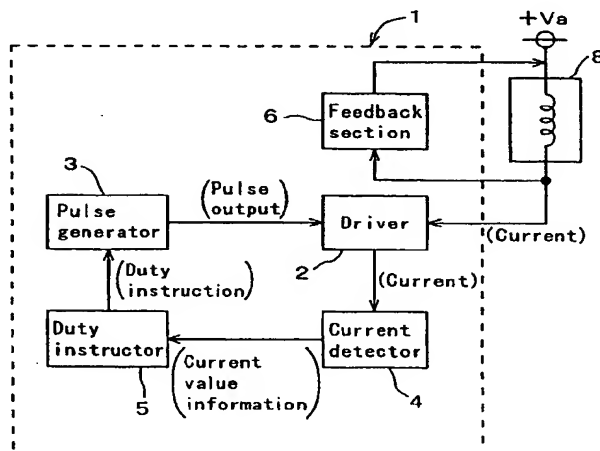 1
+Va
8
6
Feedback
section
3
Pulse
generator
(Pulse
output)
Driver
2
(Current)
(Duty
instruction)
(Current)
Duty
instructor
5
(Current
value
information)
Current
detector
4